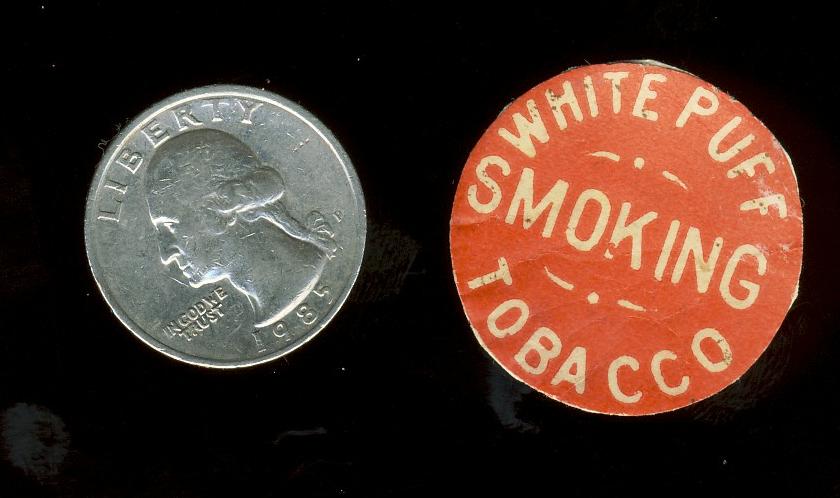 LIBERTY
IN GOD WE
TRUST
1985
WHITE PUFF
SMOKING
TOBACCO